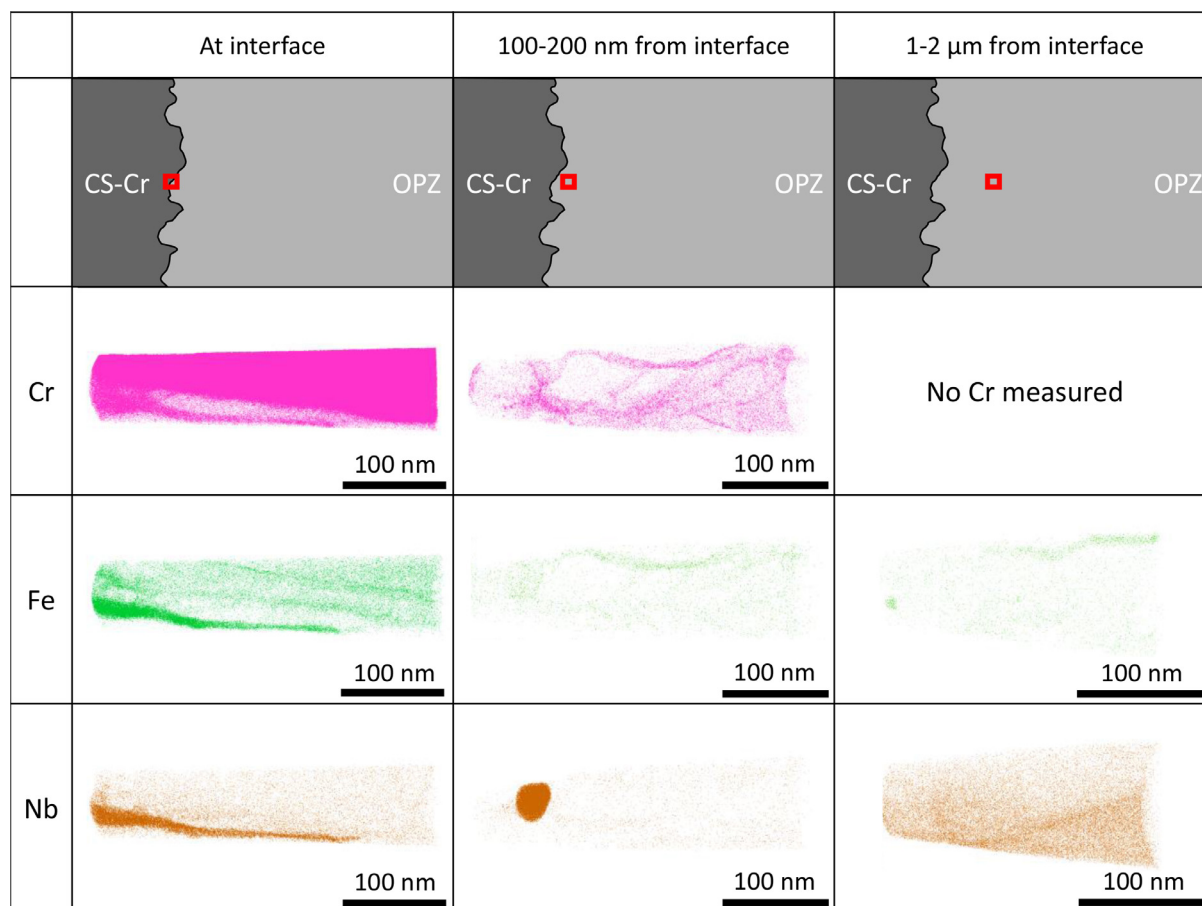 At interface
100-200 nm from interface
1-2 µm from interface
CS-Cr
OPZ
CS-Cr
OPZ
CS-Cr
OPZ
Cr
100 nm
100 nm
No Cr measured
Fe
100 nm
100 nm
100 nm
Nb
100 nm
100 nm
100 nm